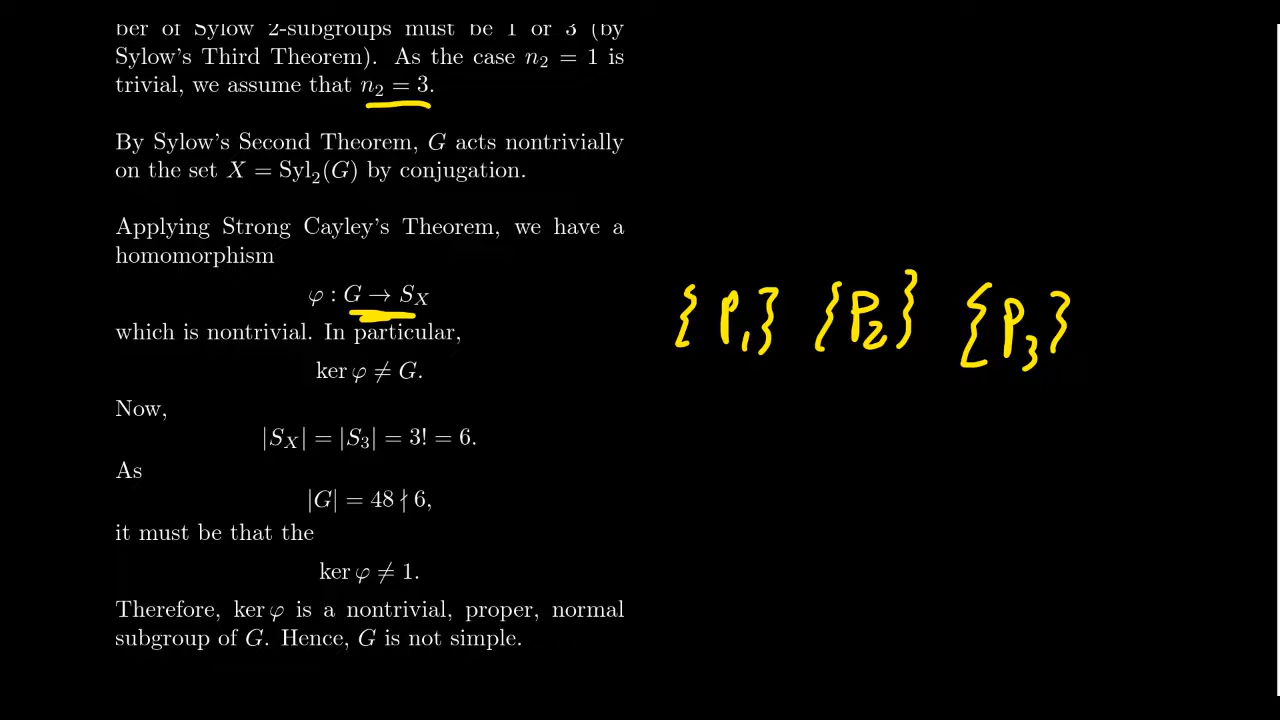 ber of Sylow 2-subgroups must be 1 or 3 (by
Sylow's Third Theorem). As the case n₂ = 1 is
trivial, we assume that n₂ = 3.
By Sylow's Second Theorem, G acts nontrivially
on the set X = Syl₂(G) by conjugation.
Applying Strong Cayley's Theorem, we have a
homomorphism
φ : G → S_X
which is nontrivial. In particular,
ker φ ≠ G.
Now,
|S_X| = |S₃| = 3! = 6.
As
|G| = 48 ∤ 6,
it must be that the
ker φ ≠ 1.
Therefore, ker φ is a nontrivial, proper, normal
subgroup of G. Hence, G is not simple.
{P₁} {P₂} {P₃}